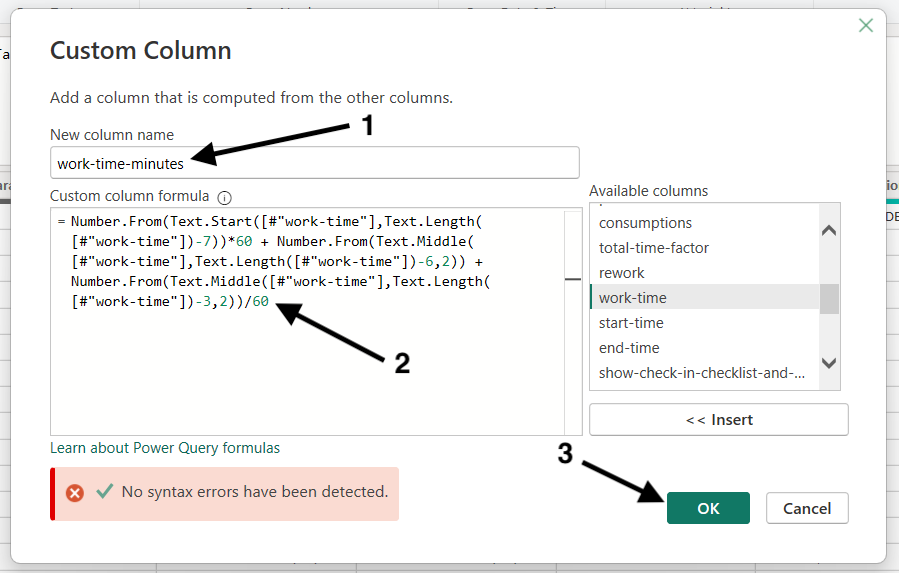 Custom Column
Add a column that is computed from the other columns.
1
New column name
work-time-minutes
Custom column formula
= Number.From(Text.Start([#"work-time"],Text.Length(
[#"work-time"])-7))*60 + Number.From(Text.Middle(
[#"work-time"],Text.Length([#"work-time"])-6,2)) +
Number.From(Text.Middle([#"work-time"],Text.Length(
[#"work-time"])-3,2))/60
2
Available columns
consumptions
total-time-factor
rework
work-time
start-time
end-time
show-check-in-checklist-and-...
<< Insert
Learn about Power Query formulas
No syntax errors have been detected.
3
OK
Cancel